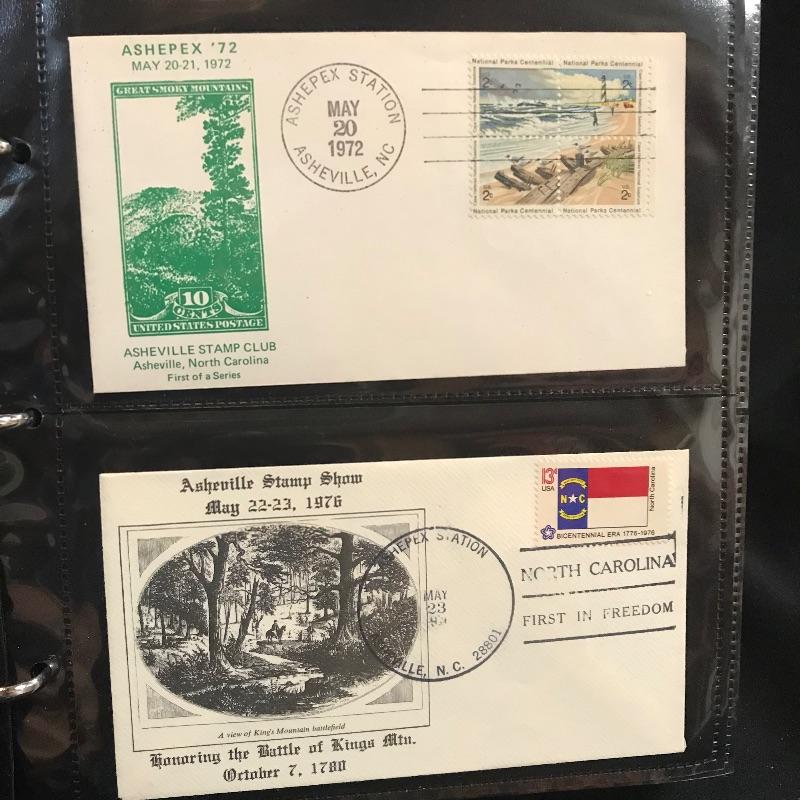 ASHEPEX '72
MAY 20-21, 1972
GREAT SMOKY MOUNTAINS
10
CENTS
UNITED STATES POSTAGE
ASHEVILLE STAMP CLUB
Asheville, North Carolina
First of a Series
ASHEPEX STATION
MAY
20
1972
ASHEVILLE, NC
National Parks Centennial
National Parks Centennial
2c
2c
2c
2c
National Parks Centennial
National Parks Centennial
Asheville Stamp Show
May 22-23, 1976
A view of King's Mountain battlefield
Honoring the Battle of Kings Mtn.
October 7, 1780
ASHEPEX STATION
MAY
23
N.C. 28801
13c
USA
N C
North Carolina
BICENTENNIAL ERA 1776-1976
NORTH CAROLINA
FIRST IN FREEDOM